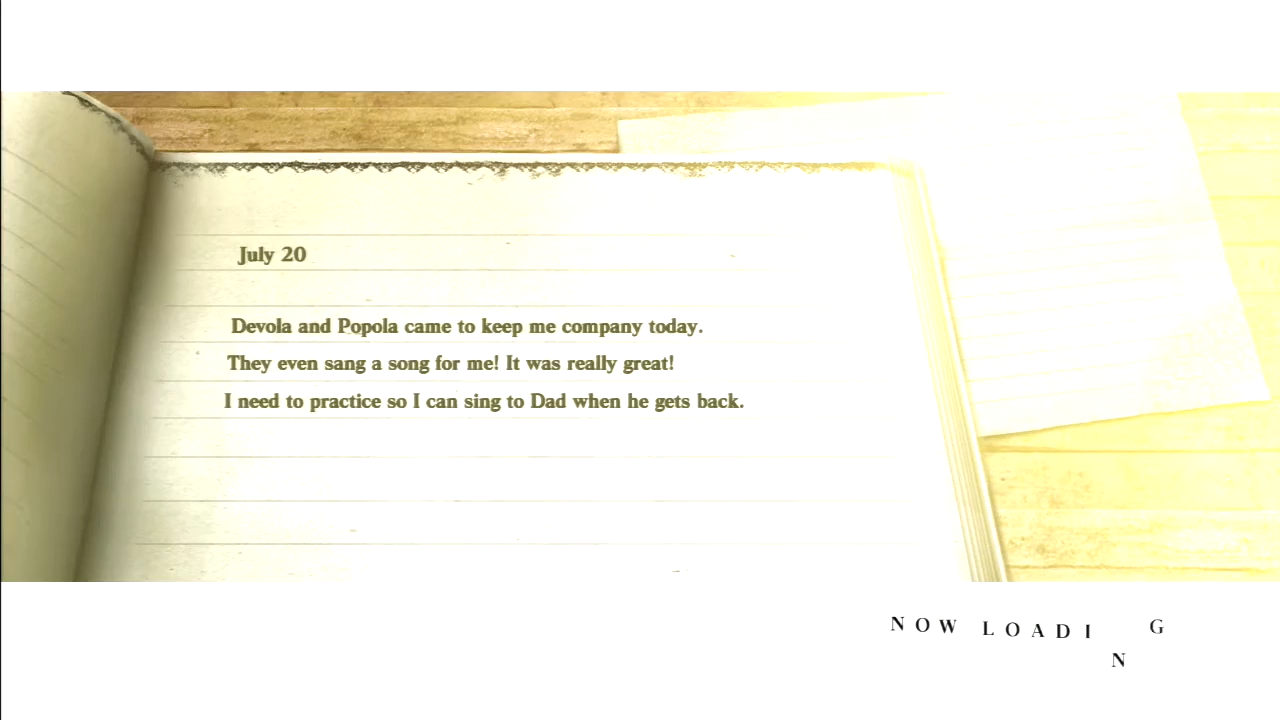 July 20
Devola and Popola came to keep me company today.
They even sang a song for me! It was really great!
I need to practice so I can sing to Dad when he gets back.
NOW LOADING